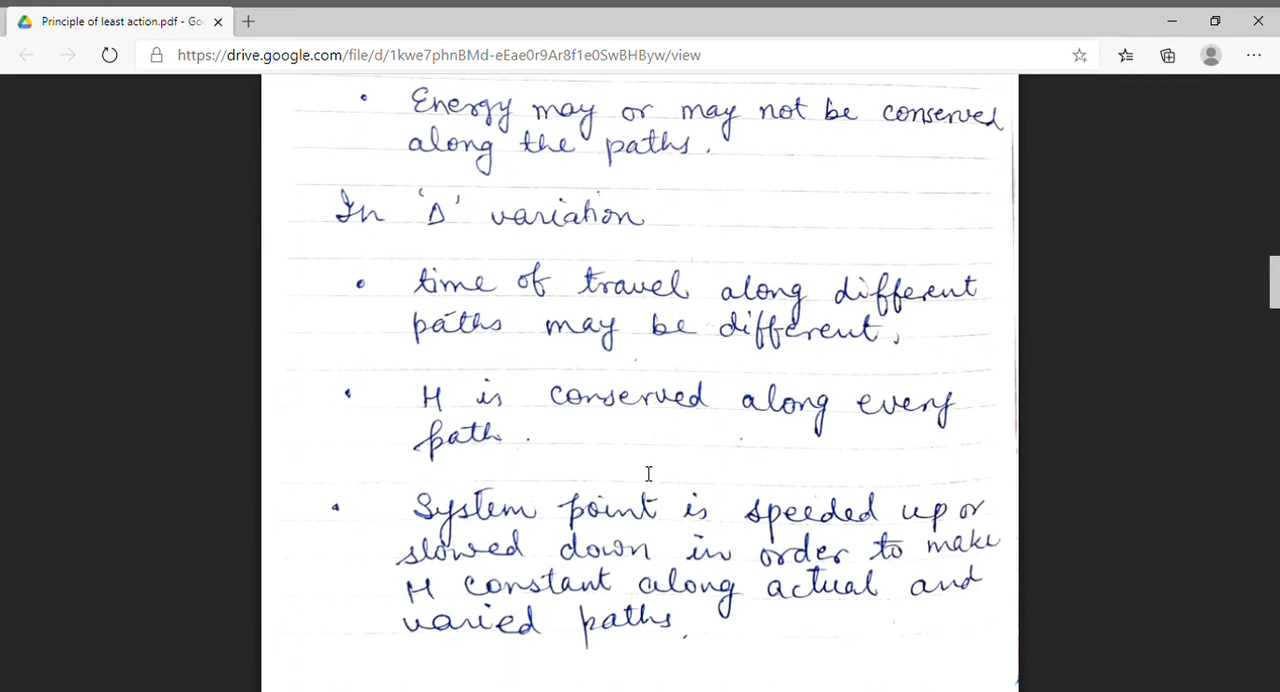 Principle of least action.pdf - Go
https://drive.google.com/file/d/1kwe7phnBMd-eEae0r9Ar8f1e0SwBHByw/view
• Energy may or may not be conserved
along the paths.
In 'Δ' variation
• time of travel along different
paths may be different,
• H is conserved along every
path.
• System point is speeded up or
slowed down in order to make
H constant along actual and
varied paths.